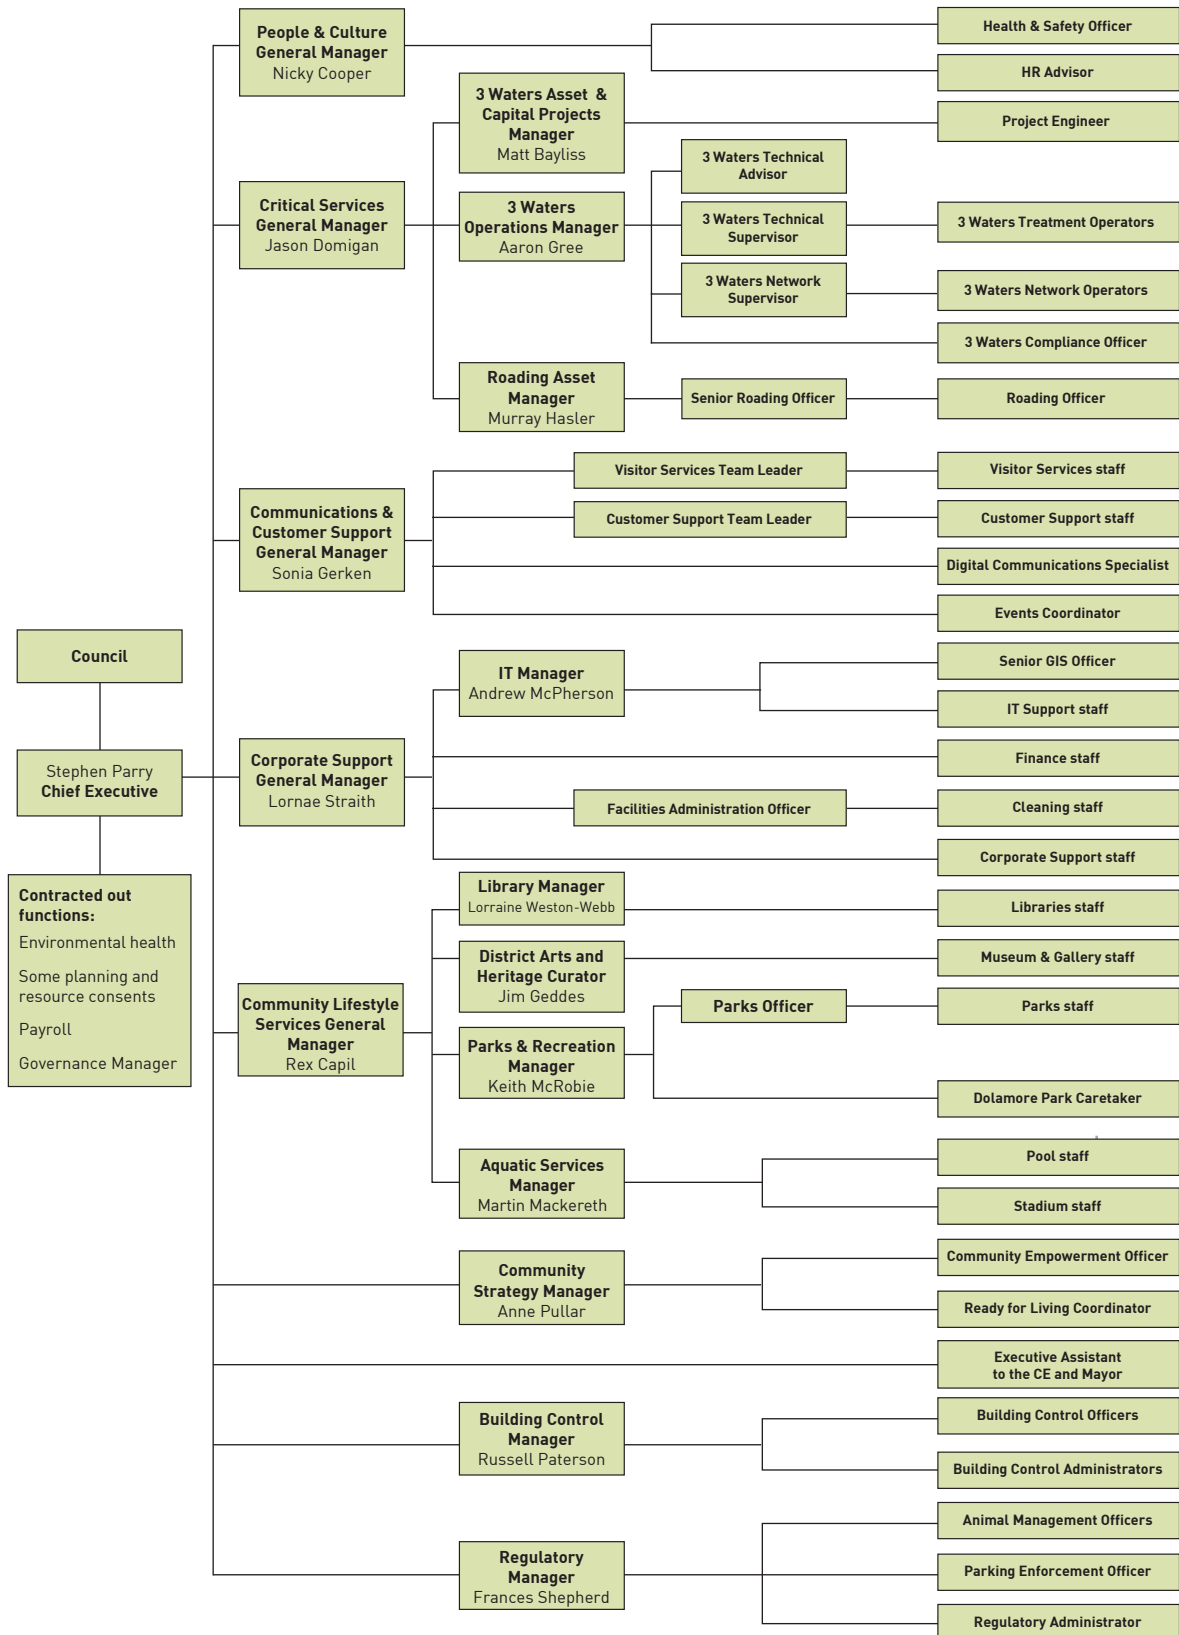 People & Culture
General Manager
Nicky Cooper
Health & Safety Officer
HR Advisor
3 Waters Asset &
Capital Projects
Manager
Matt Bayliss
Project Engineer
Critical Services
General Manager
Jason Domigan
3 Waters
Operations Manager
Aaron Gree
3 Waters Technical
Advisor
3 Waters Technical
Supervisor
3 Waters Treatment Operators
3 Waters Network
Supervisor
3 Waters Network Operators
3 Waters Compliance Officer
Roading Asset
Manager
Murray Hasler
Senior Roading Officer
Roading Officer
Communications &
Customer Support
General Manager
Sonia Gerken
Visitor Services Team Leader
Visitor Services staff
Customer Support Team Leader
Customer Support staff
Digital Communications Specialist
Events Coordinator
Council
Stephen Parry
Chief Executive
Contracted out
functions:
Environmental health
Some planning and
resource consents
Payroll
Governance Manager
Corporate Support
General Manager
Lornae Straith
IT Manager
Andrew McPherson
Senior GIS Officer
IT Support staff
Finance staff
Facilities Administration Officer
Cleaning staff
Corporate Support staff
Community Lifestyle
Services General
Manager
Rex Capil
Library Manager
Lorraine Weston-Webb
Libraries staff
District Arts and
Heritage Curator
Jim Geddes
Museum & Gallery staff
Parks & Recreation
Manager
Keith McRobie
Parks Officer
Parks staff
Dolamore Park Caretaker
Aquatic Services
Manager
Martin Mackereth
Pool staff
Stadium staff
Community
Strategy Manager
Anne Pullar
Community Empowerment Officer
Ready for Living Coordinator
Executive Assistant
to the CE and Mayor
Building Control
Manager
Russell Paterson
Building Control Officers
Building Control Administrators
Regulatory
Manager
Frances Shepherd
Animal Management Officers
Parking Enforcement Officer
Regulatory Administrator